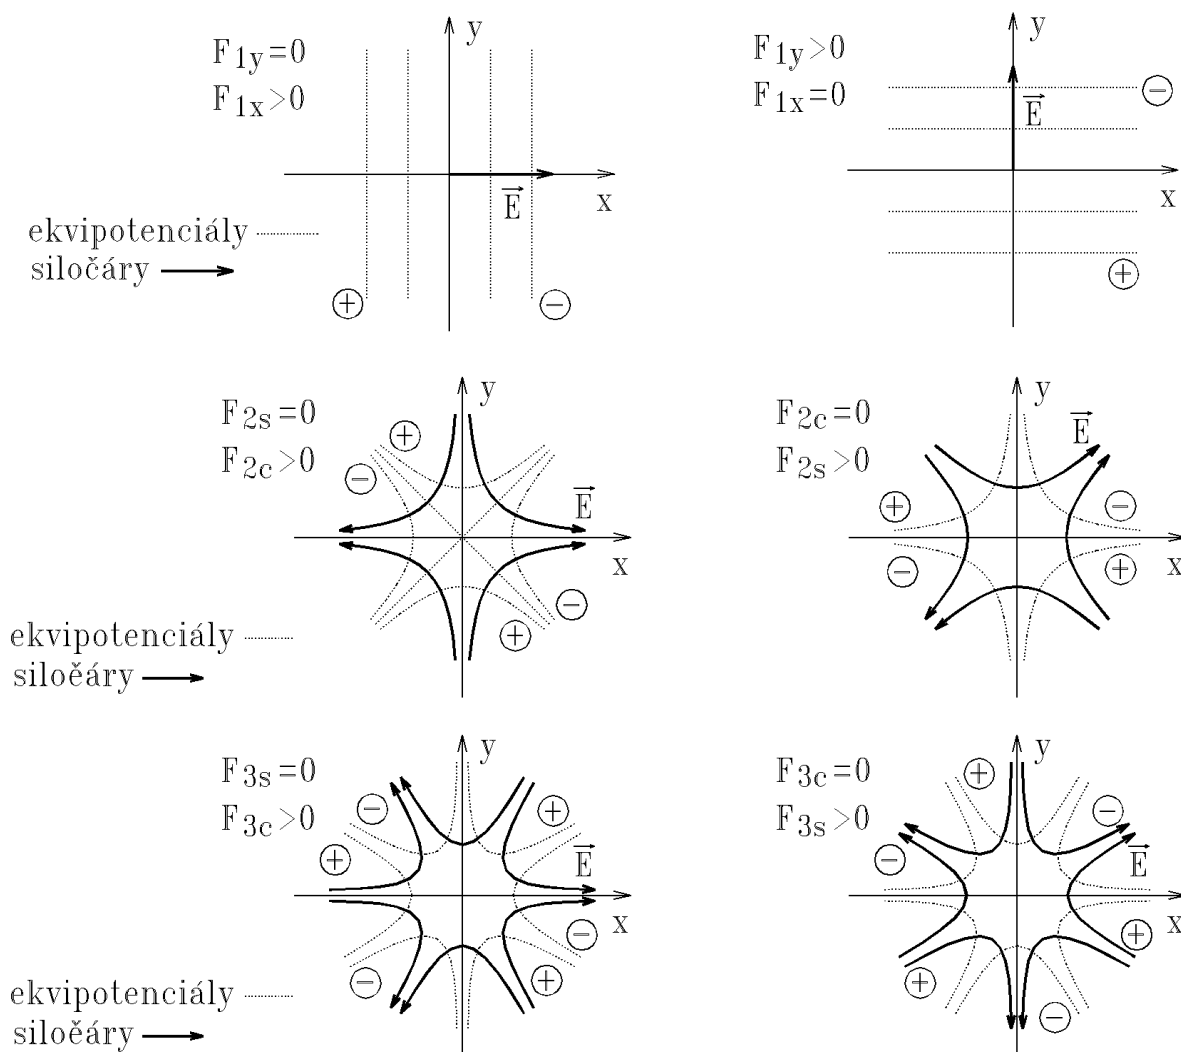 F1y=0
F1x>0
y
x
E
+
−
ekvipotenciály
siločáry
F1y>0
F1x=0
y
x
E
−
+
F2s=0
F2c>0
y
x
E
+
−
−
+
ekvipotenciály
siločáry
F2c=0
F2s>0
y
x
E
+
−
−
+
F3s=0
F3c>0
y
x
E
−
+
+
−
−
+
ekvipotenciály
siločáry
F3c=0
F3s>0
y
x
E
+
−
−
+
+
−